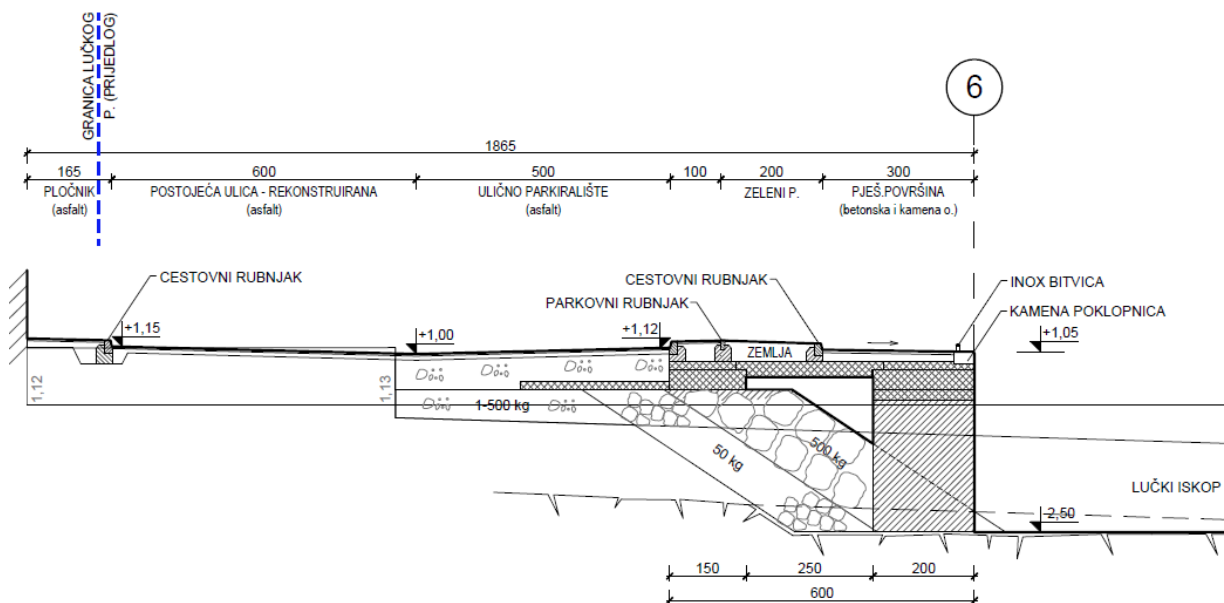 GRANICA LUČKOG
P. (PRIJEDLOG)
6
1865
165
600
500
100
200
300
PLOČNIK
(asfalt)
POSTOJEĆA ULICA - REKONSTRUIRANA
(asfalt)
ULIČNO PARKIRALIŠTE
(asfalt)
ZELENI P.
PJEŠ.POVRŠINA
(betonska i kamena o.)
CESTOVNI RUBNJAK
CESTOVNI RUBNJAK
PARKOVNI RUBNJAK
INOX BITVICA
KAMENA POKLOPNICA
+1,15
+1,00
+1,12
+1,05
ZEMLJA
1,12
1,13
1-500 kg
50 kg
500 kg
LUČKI ISKOP
-2,50
150
250
200
600